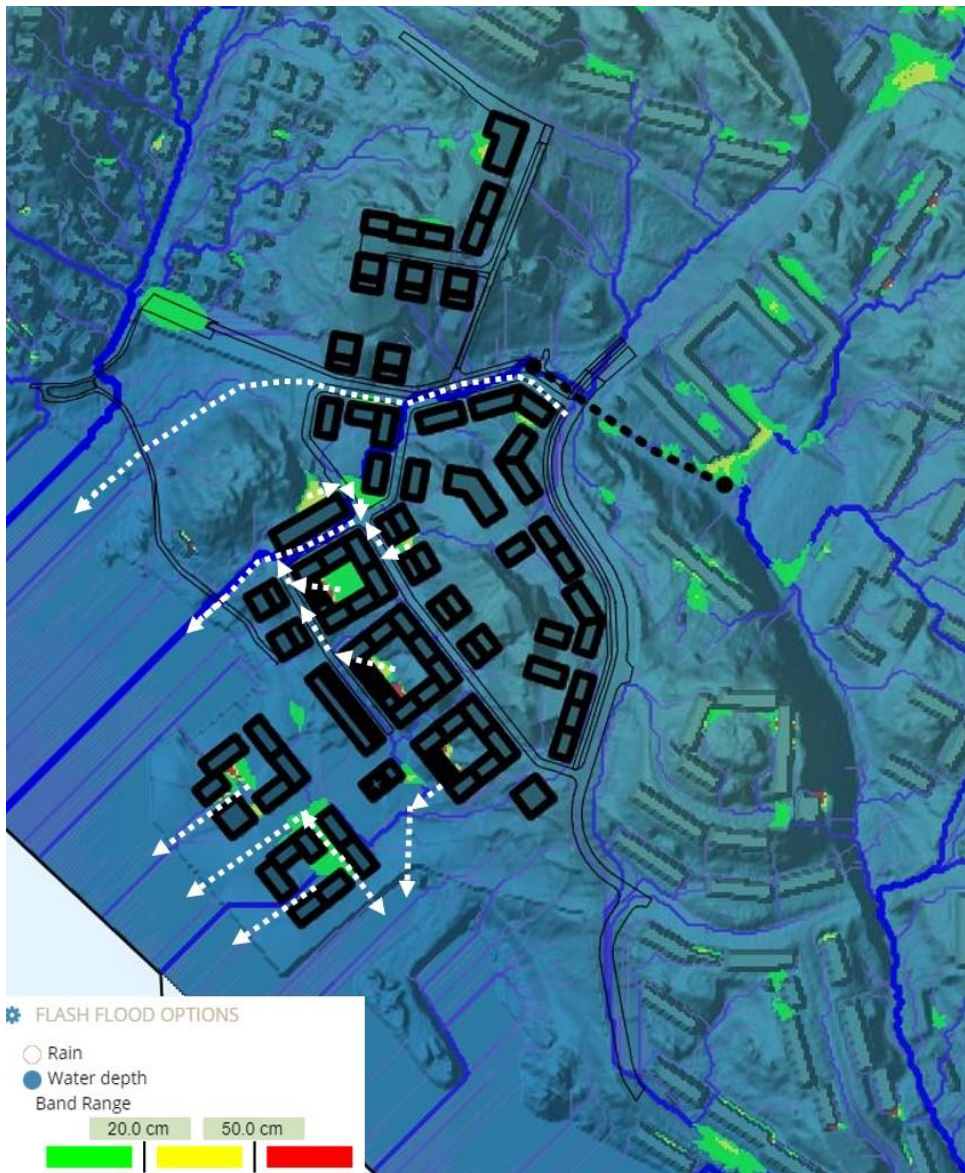 FLASH FLOOD OPTIONS
Rain
Water depth
Band Range
20.0 cm 50.0 cm